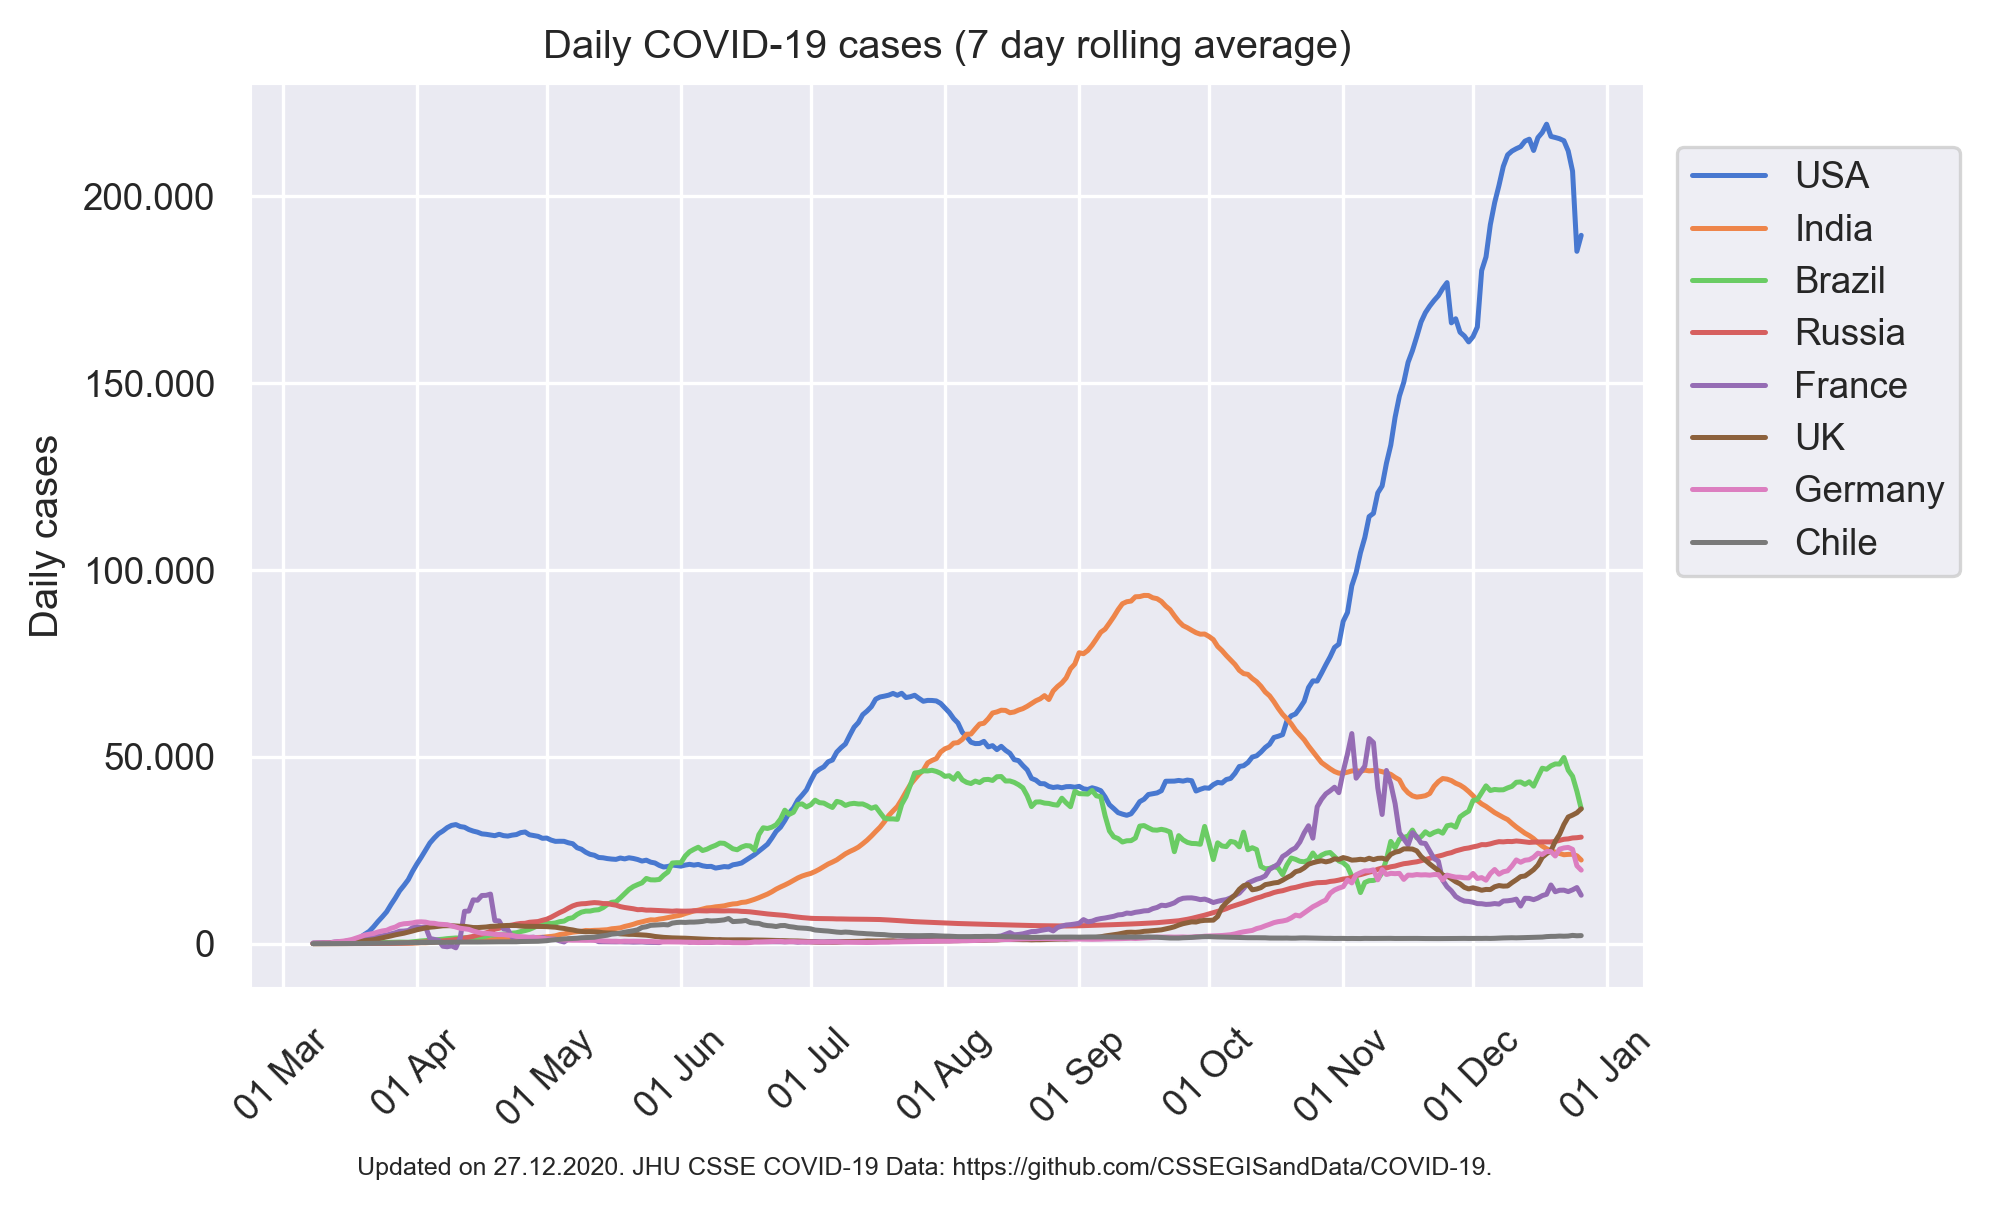 Daily COVID-19 cases (7 day rolling average)
Daily cases
200.000
150.000
100.000
50.000
0
01 Mar
01 Apr
01 May
01 Jun
01 Jul
01 Aug
01 Sep
01 Oct
01 Nov
01 Dec
01 Jan
USA
India
Brazil
Russia
France
UK
Germany
Chile
Updated on 27.12.2020. JHU CSSE COVID-19 Data: https://github.com/CSSEGISandData/COVID-19.